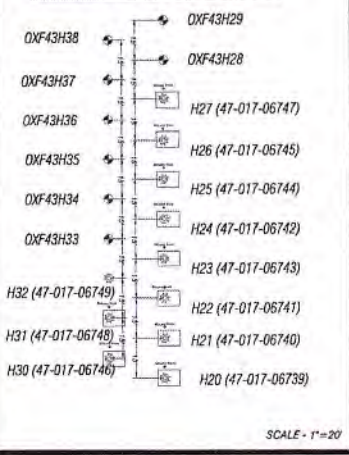 OXF43H29
OXF43H38
OXF43H28
OXF43H37
H27 (47-017-06747)
OXF43H36
H26 (47-017-06745)
OXF43H35
H25 (47-017-06744)
OXF43H34
H24 (47-017-06742)
OXF43H33
H23 (47-017-06743)
H32 (47-017-06749)
H22 (47-017-06741)
H31 (47-017-06748)
H21 (47-017-06740)
H30 (47-017-06746)
H20 (47-017-06739)
SCALE - 1"=20'